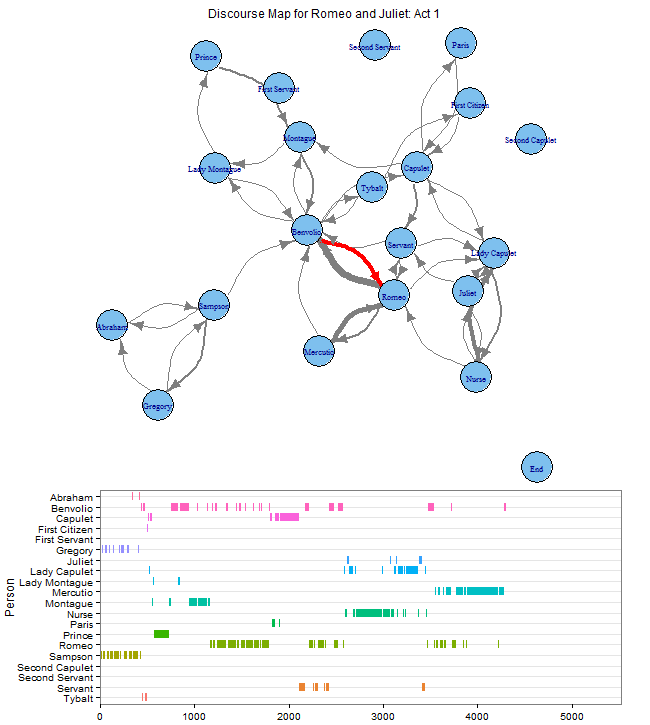 Discourse Map for Romeo and Juliet: Act 1
Second Servant
Paris
Prince
First Servant
First Citizen
Montague
Second Capulet
Lady Montague
Capulet
Tybalt
Benvolio
Servant
Lady Capulet
Romeo
Juliet
Sampson
Abraham
Mercutio
Nurse
Gregory
End
Person
Abraham
Benvolio
Capulet
First Citizen
First Servant
Gregory
Juliet
Lady Capulet
Lady Montague
Mercutio
Montague
Nurse
Paris
Prince
Romeo
Sampson
Second Capulet
Second Servant
Servant
Tybalt
0 1000 2000 3000 4000 5000